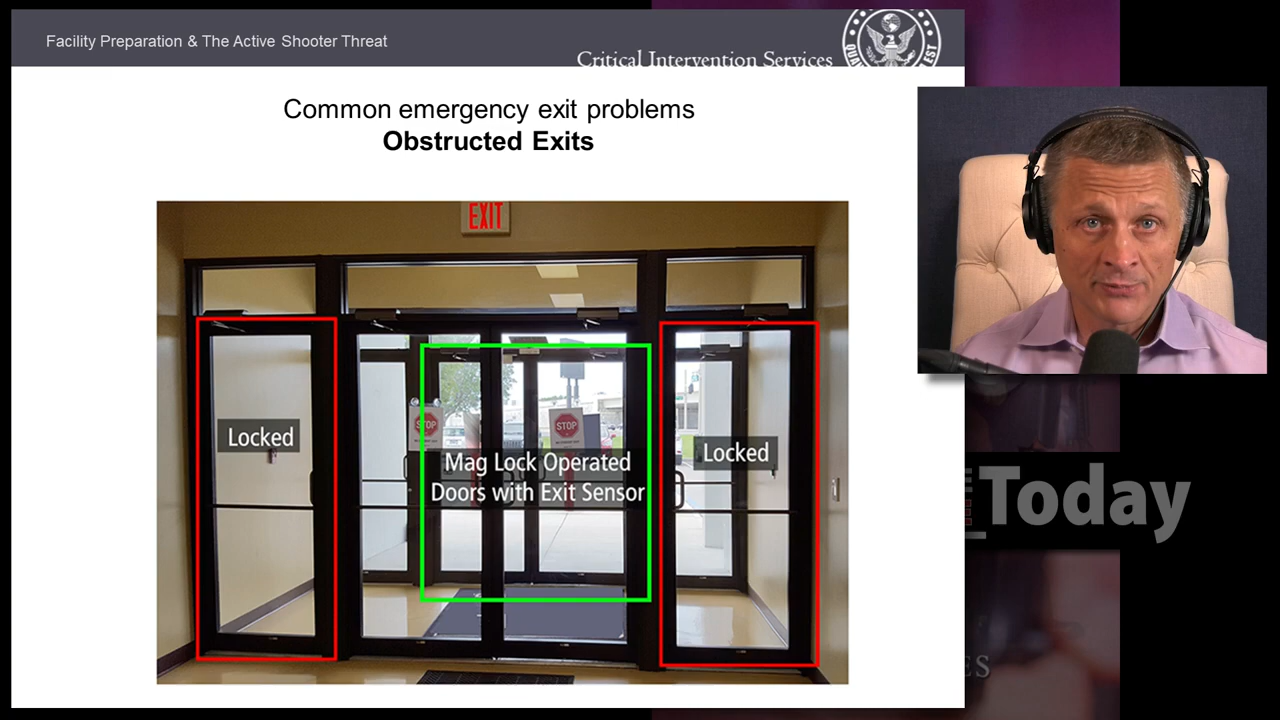 Facility Preparation & The Active Shooter Threat
Critical Intervention Services
Common emergency exit problems
Obstructed Exits
EXIT
Locked
STOP
STOP
Mag Lock Operated
Doors with Exit Sensor
Locked
Today